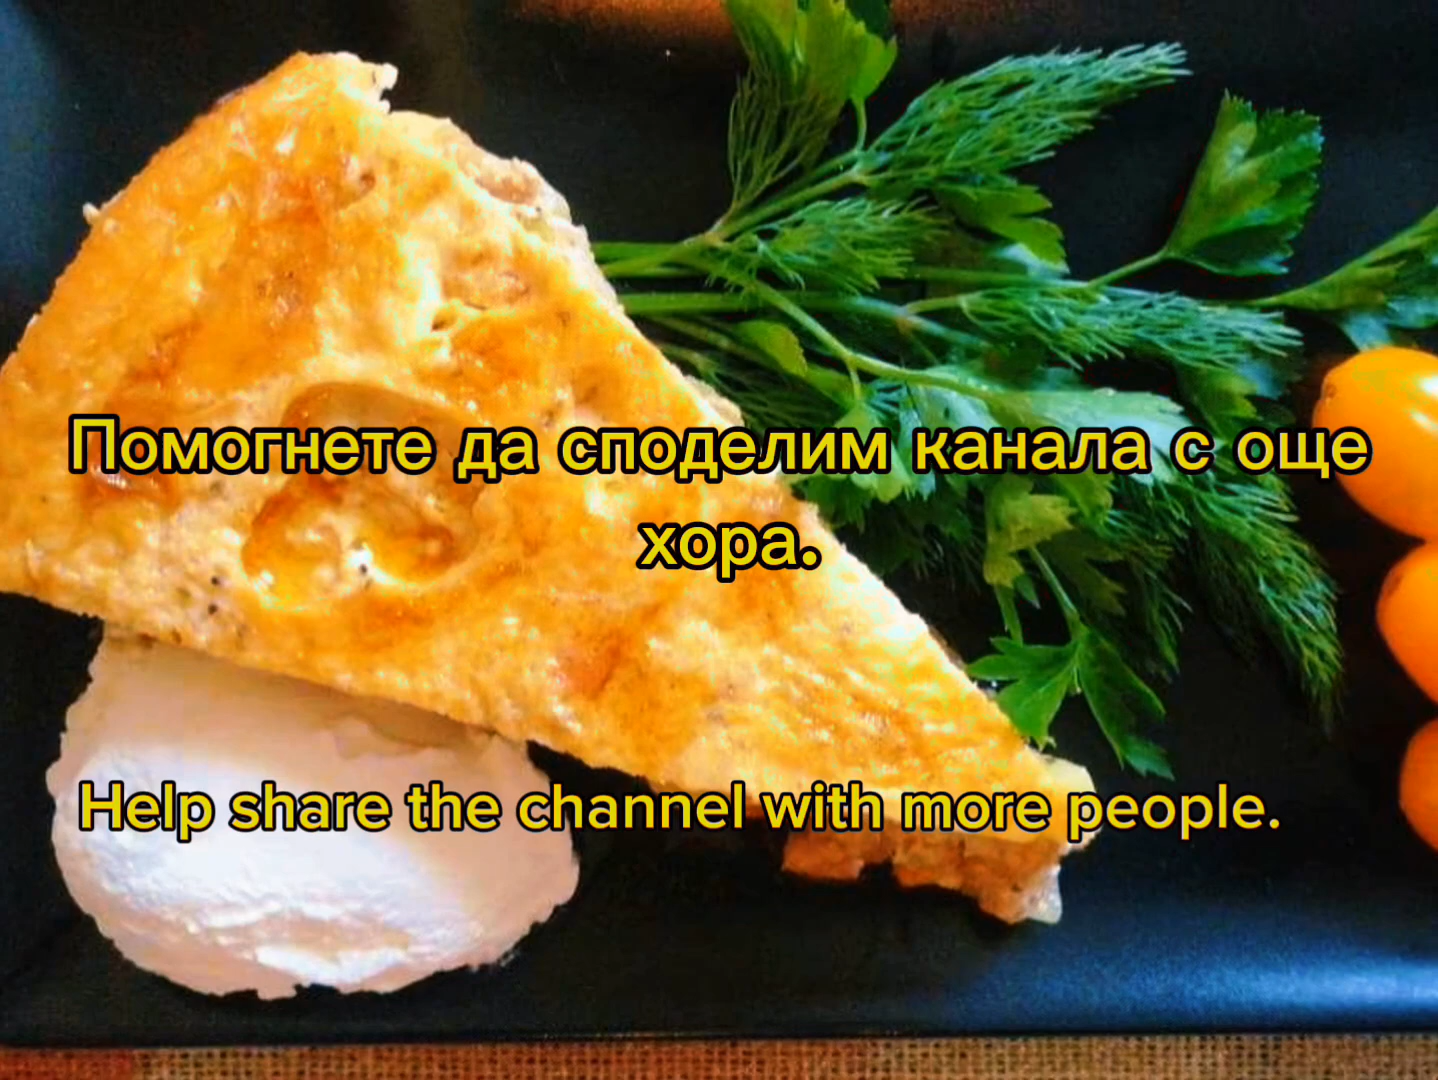 Помогнете да споделим канала с още
хора.
Help share the channel with more people.